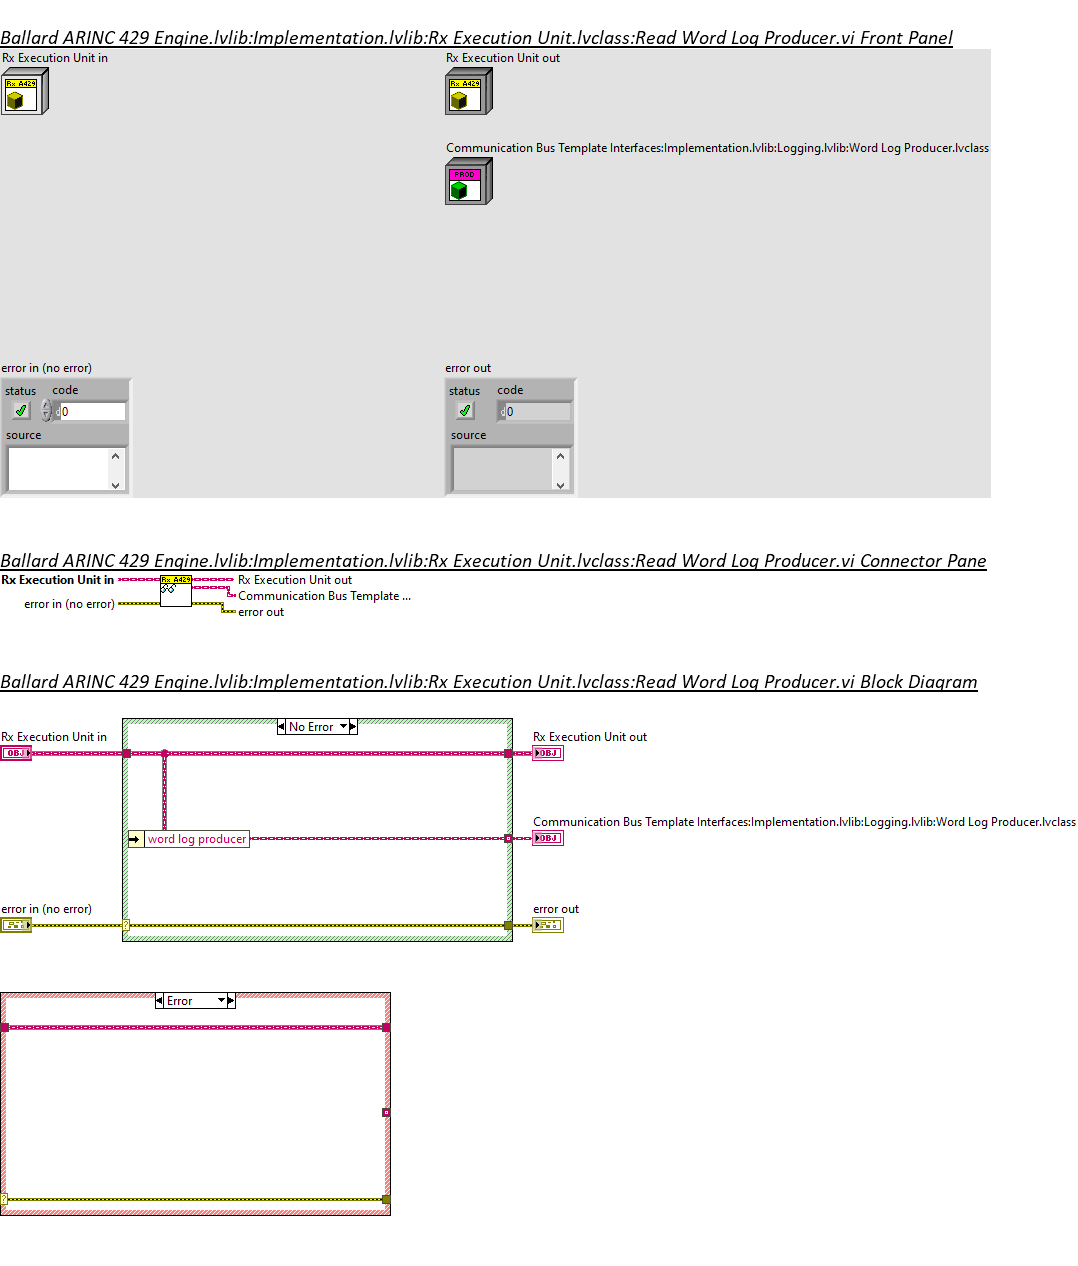 Ballard ARINC 429 Engine.lvlib:Implementation.lvlib:Rx Execution Unit.lvclass:Read Word Log Producer.vi Front Panel
Rx Execution Unit in
Rx Execution Unit out
Rx A429
Rx A429
Communication Bus Template Interfaces:Implementation.lvlib:Logging.lvlib:Word Log Producer.lvclass
PROD
error in (no error)
error out
status code
status code
d 0
d 0
source
source
Ballard ARINC 429 Engine.lvlib:Implementation.lvlib:Rx Execution Unit.lvclass:Read Word Log Producer.vi Connector Pane
Rx Execution Unit in
Rx A429
Rx Execution Unit out
Communication Bus Template ...
error in (no error)
error out
Ballard ARINC 429 Engine.lvlib:Implementation.lvlib:Rx Execution Unit.lvclass:Read Word Log Producer.vi Block Diagram
No Error
Rx Execution Unit in
Rx Execution Unit out
OBJ
OBJ
Communication Bus Template Interfaces:Implementation.lvlib:Logging.lvlib:Word Log Producer.lvclass
word log producer
OBJ
error in (no error)
error out
?
Error
?